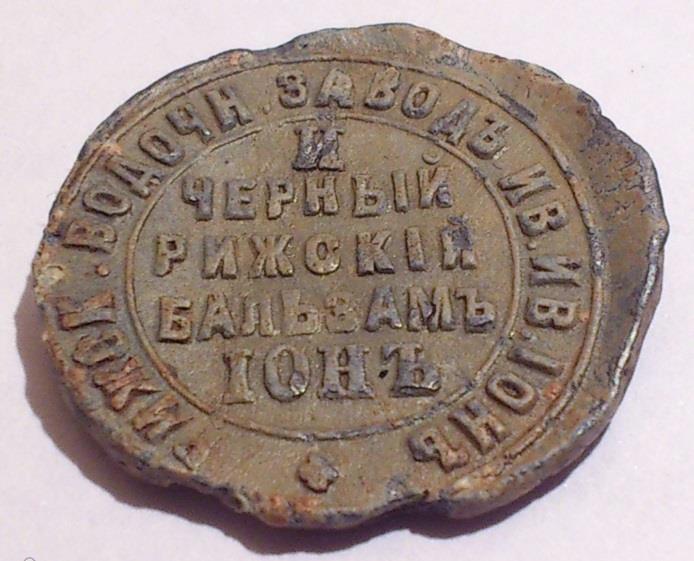 РИЖСК. ВОДОЧН. ЗАВОДЪ. ИВ. ИВ. ІОНЪ
И
ЧЕРНЫЙ
РИЖСКІЙ
БАЛЬЗАМЪ
ІОНЪ